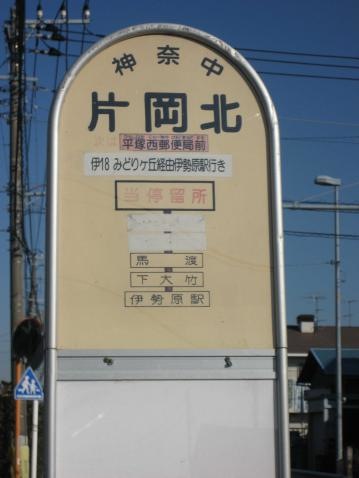 神奈中
片岡北
平塚西郵便局前
伊18 みどりヶ丘経由伊勢原駅行き
当停留所
馬渡
下大竹
伊勢原駅